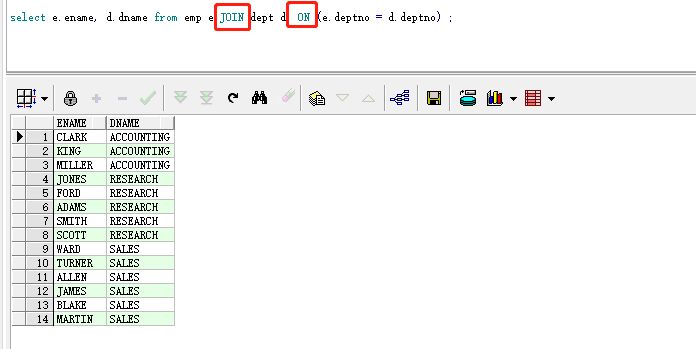 select e.ename, d.dname from emp e JOIN dept d ON (e.deptno = d.deptno) ;
ENAME DNAME
1 CLARK ACCOUNTING
2 KING ACCOUNTING
3 MILLER ACCOUNTING
4 JONES RESEARCH
5 FORD RESEARCH
6 ADAMS RESEARCH
7 SMITH RESEARCH
8 SCOTT RESEARCH
9 WARD SALES
10 TURNER SALES
11 ALLEN SALES
12 JAMES SALES
13 BLAKE SALES
14 MARTIN SALES